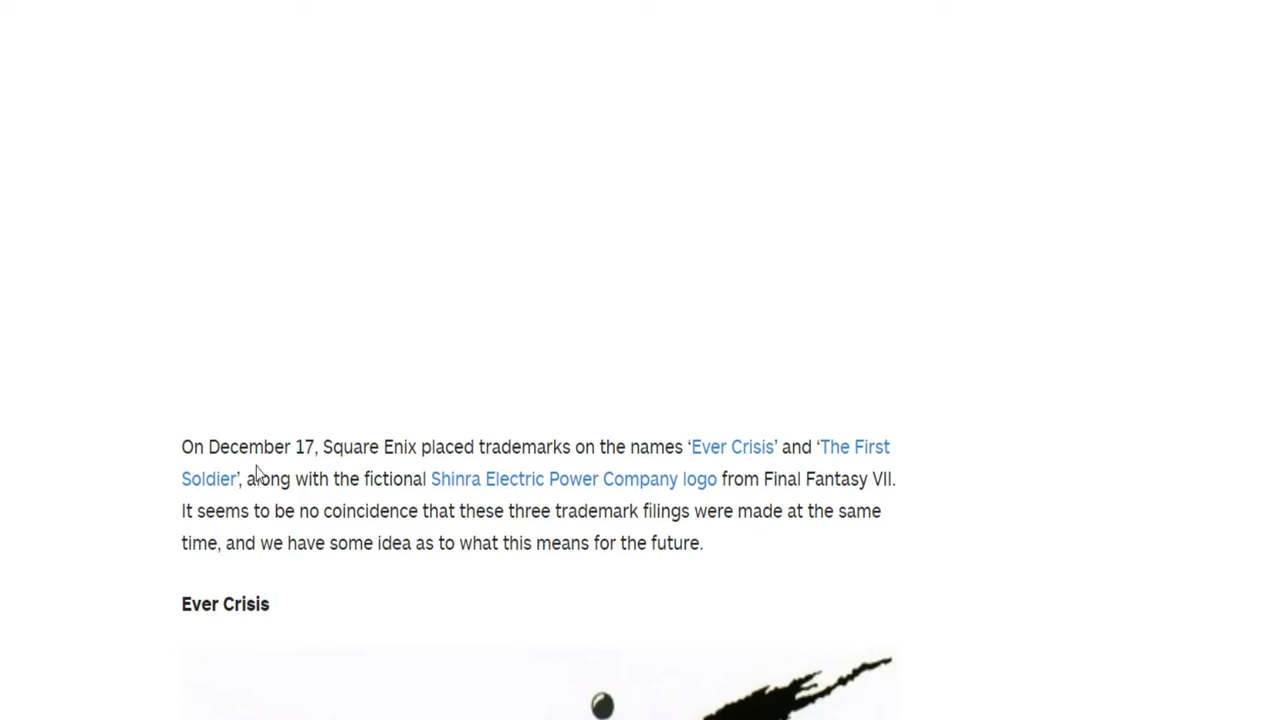 On December 17, Square Enix placed trademarks on the names ‘Ever Crisis’ and ‘The First
Soldier’, along with the fictional Shinra Electric Power Company logo from Final Fantasy VII.
It seems to be no coincidence that these three trademark filings were made at the same
time, and we have some idea as to what this means for the future.
Ever Crisis